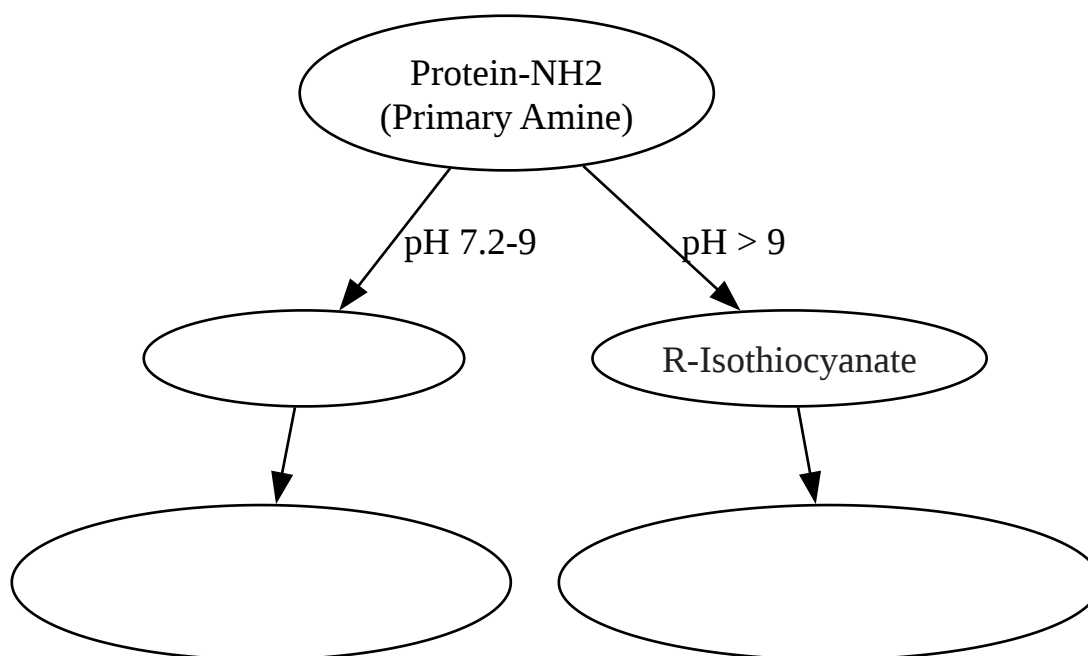 Protein-NH2
(Primary Amine)
pH 7.2-9
pH > 9
R-Isothiocyanate